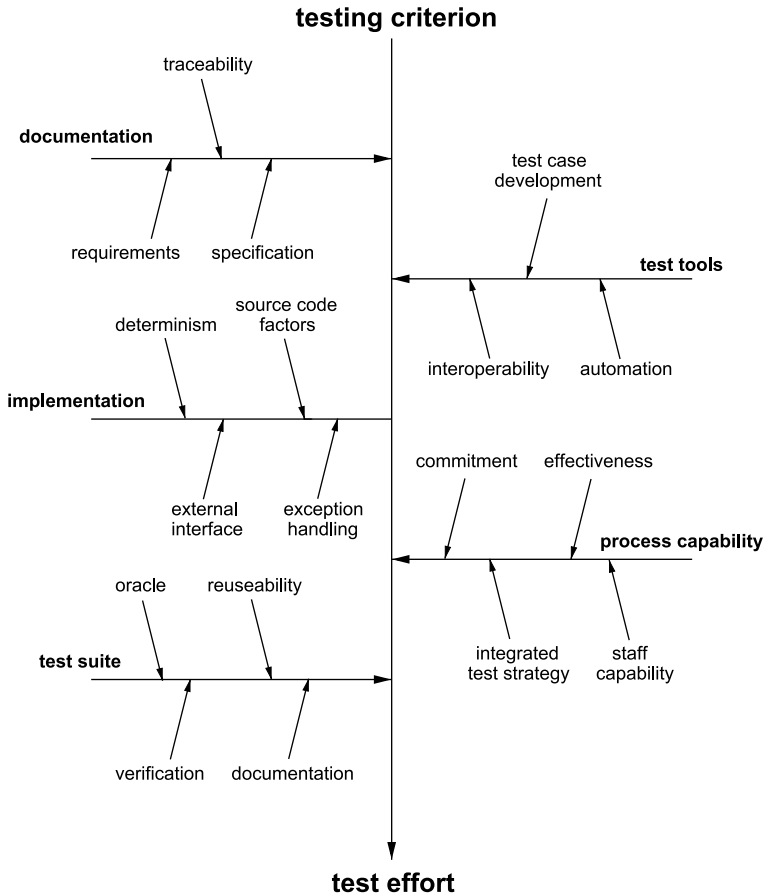 testing criterion
traceability
documentation
requirements
specification
test case
development
test tools
interoperability
automation
determinism
source code
factors
implementation
external
interface
exception
handling
commitment
effectiveness
process capability
integrated
test strategy
staff
capability
oracle
reuseability
test suite
verification
documentation
test effort